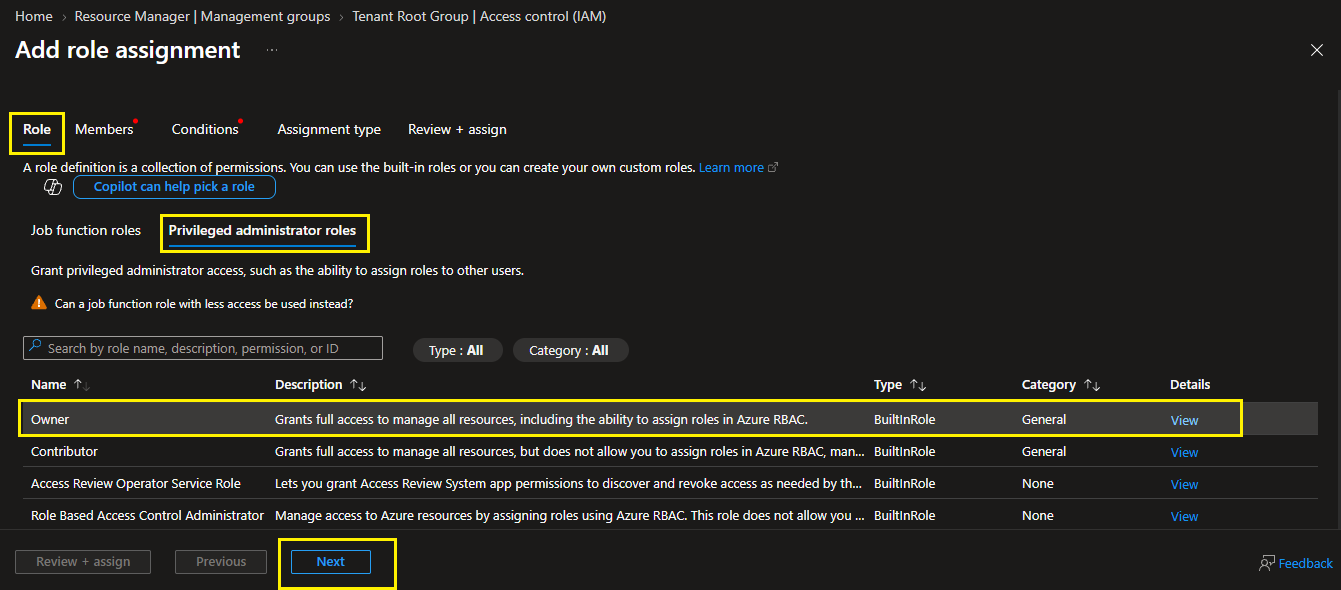 Home > Resource Manager | Management groups > Tenant Root Group | Access control (IAM)
Add role assignment ...
Role Members Conditions Assignment type Review + assign
A role definition is a collection of permissions. You can use the built-in roles or you can create your own custom roles. Learn more
Copilot can help pick a role
Job function roles Privileged administrator roles
Grant privileged administrator access, such as the ability to assign roles to other users.
Can a job function role with less access be used instead?
Search by role name, description, permission, or ID Type : All Category : All
Name ↑↓ Description ↑↓ Type ↑↓ Category ↑↓ Details
Owner Grants full access to manage all resources, including the ability to assign roles in Azure RBAC. BuiltInRole General View
Contributor Grants full access to manage all resources, but does not allow you to assign roles in Azure RBAC, man... BuiltInRole General View
Access Review Operator Service Role Lets you grant Access Review System app permissions to discover and revoke access as needed by th... BuiltInRole None View
Role Based Access Control Administrator Manage access to Azure resources by assigning roles using Azure RBAC. This role does not allow you ... BuiltInRole None View
Review + assign Previous Next Feedback